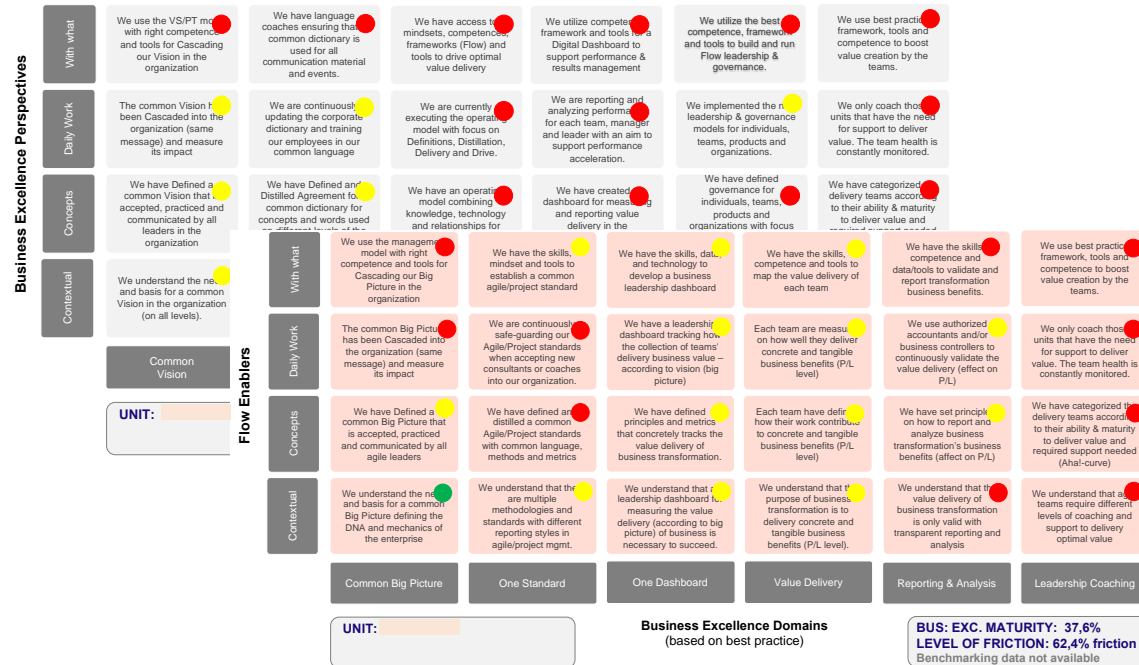 Business Excellence Perspectives
With what
We use the VS/PT
with right competence
and tools for Cascading
our Vision in the
organization
We have language
coaches ensuring that
common dictionary is
used for all
communication material
and events.
We have access to
mindsets, competences,
frameworks (Flow) and
tools to drive optimal
value delivery
We utilize competence
framework and tools for a
Digital Dashboard to
support performance &
results management
We utilize the best
competence, framework
and tools to build and run
Flow leadership &
governance.
We use best practice
framework, tools and
competence to boost
value creation by the
teams.
Daily Work
The common Vision has
been Cascaded into the
organization (same
message) and measure
its impact
We are continuously
updating the corporate
dictionary and training
our employees in our
common language
We are currently
executing the operating
model with focus on
Definitions, Distillation,
Delivery and Drive.
We are reporting and
analyzing performance
for each team, manager
and leader with an aim to
support performance
acceleration.
We implemented the
leadership & governance
models for individuals,
teams, products and
organizations.
We only coach those
units that have the need
for support to deliver
value. The team health is
constantly monitored.
Concepts
We have Defined a
common Vision that is
accepted, practiced and
communicated by all
leaders in the
organization
We have Defined and
Distilled Agreement for
common dictionary for
concepts and words used
on different levels of the
We have an operating
model combining
knowledge, technology
and relationships for
We have created
dashboard for measuring
and reporting value
delivery in the
We have defined
governance for
individuals, teams,
products and
organizations with focus
We have categorized
delivery teams according
to their ability & maturity
to deliver value and
required support needed
Contextual
We understand the need
and basis for a common
Vision in the organization
(on all levels).
Common
Vision
UNIT:
Flow Enablers
With what
We use the management
model with right
competence and tools for
Cascading our Big
Picture in the
organization
We have the skills,
mindset and tools to
establish a common
agile/project standard
We have the skills, data,
and technology to
develop a business
leadership dashboard
We have the skills,
competence and tools to
map the value delivery of
each team
We have the skills,
competence and
data/tools to validate and
report transformation
business benefits.
We use best practice
framework, tools and
competence to boost
value creation by the
teams.
Daily Work
The common Big Picture
has been Cascaded into
the organization (same
message) and measure
its impact
We are continuously
safe-guarding our
Agile/Project standards
when accepting new
consultants or coaches
into our organization.
We have a leadership
dashboard tracking how
the collection of teams'
delivery business value –
according to vision (big
picture)
Each team are measured
on how well they deliver
concrete and tangible
business benefits (P/L
level)
We use authorized
accountants and/or
business controllers to
continuously validate the
value delivery (effect on
P/L)
We only coach those
units that have the need
for support to deliver
value. The team health is
constantly monitored.
Concepts
We have Defined a
common Big Picture that
is accepted, practiced
and communicated by all
agile leaders
We have defined and
distilled a common
Agile/Project standards
with common language,
methods and metrics
We have defined
principles and metrics
that concretely tracks the
value delivery of
business transformation.
Each team have defined
how their work contribute
to concrete and tangible
business benefits (P/L
level)
We have set principles
on how to report and
analyze business
transformation's business
benefits (affect on P/L)
We have categorized the
delivery teams according
to their ability & maturity
to deliver value and
required support needed
(Aha!-curve)
Contextual
We understand the need
and basis for a common
Big Picture defining the
DNA and mechanics of
the enterprise
We understand that there
are multiple
methodologies and
standards with different
reporting styles in
agile/project mgmt.
We understand that a
leadership dashboard for
measuring the value
delivery (according to big
picture) of business is
necessary to succeed.
We understand that the
purpose of business
transformation is to
delivery concrete and
tangible business
benefits (P/L level).
We understand that the
value delivery of
business transformation
is only valid with
transparent reporting and
analysis
We understand that agile
teams require different
levels of coaching and
support to delivery
optimal value
Common Big Picture
One Standard
One Dashboard
Value Delivery
Reporting & Analysis
Leadership Coaching
UNIT:
Business Excellence Domains
(based on best practice)
BUS: EXC. MATURITY: 37,6%
LEVEL OF FRICTION: 62,4% friction
Benchmarking data not available